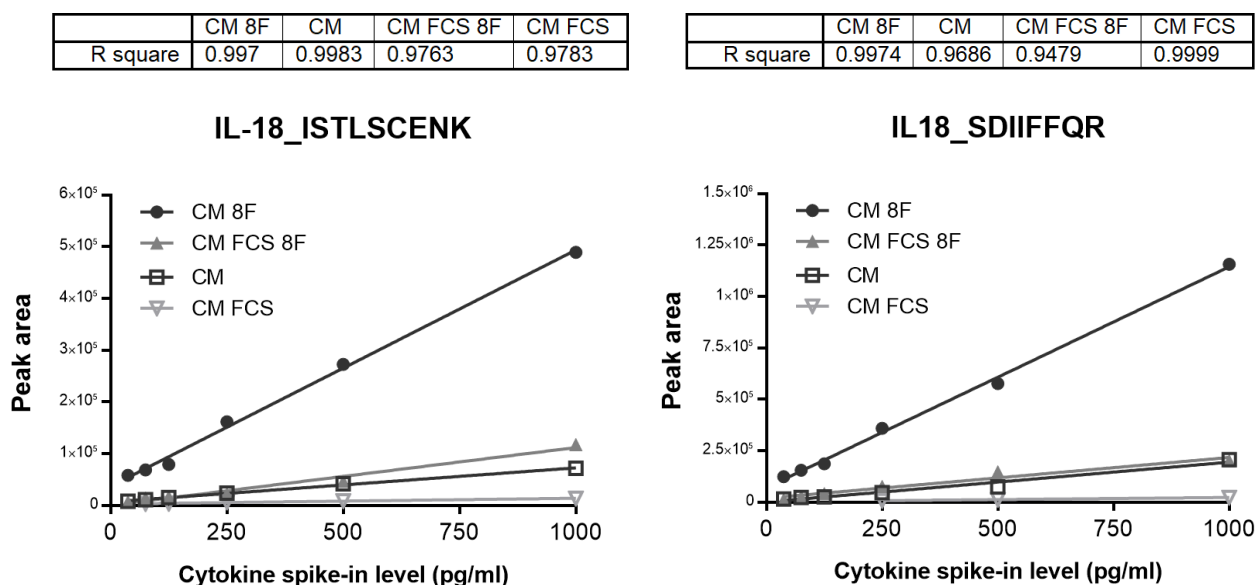 CM 8F CM CM FCS 8F CM FCS
R square 0.997 0.9983 0.9763 0.9783
IL-18_ISTLSCENK
6×10⁵
5×10⁵
4×10⁵
3×10⁵
2×10⁵
1×10⁵
0
Peak area
CM 8F
CM FCS 8F
CM
CM FCS
0 250 500 750 1000
Cytokine spike-in level (pg/ml)
CM 8F CM CM FCS 8F CM FCS
R square 0.9974 0.9686 0.9479 0.9999
IL18_SDIIFFQR
1.5×10⁶
1.25×10⁶
1×10⁶
7.5×10⁵
5×10⁵
2.5×10⁵
0
Peak area
CM 8F
CM FCS 8F
CM
CM FCS
0 250 500 750 1000
Cytokine spike-in level (pg/ml)